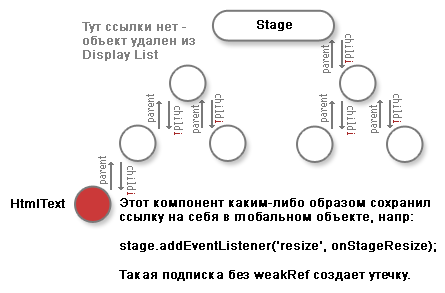 Тут ссылки нет -
объект удален из
Display List
Stage
parent
child
parent
child
parent
child
parent
child
parent
child
parent
child
HtmlText
Этот компонент каким-либо образом сохранил
ссылку на себя в глобальном объекте, напр:
stage.addEventListener('resize', onStageResize);
Такая подписка без weakRef создает утечку.